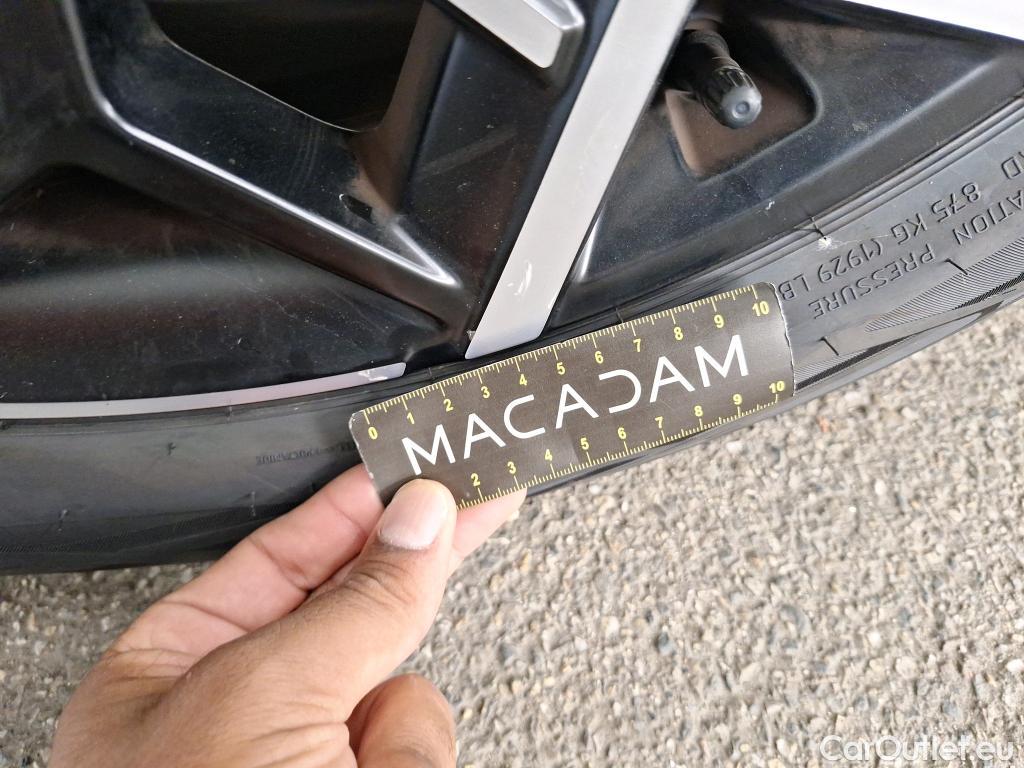 ATION PRESSURE
875 KG (1929 LB
0 1 2 3 4 5 6 7 8 9 10
MACADAM
2 3 4 5 6 7 8 9 10
CarOutlet.eu